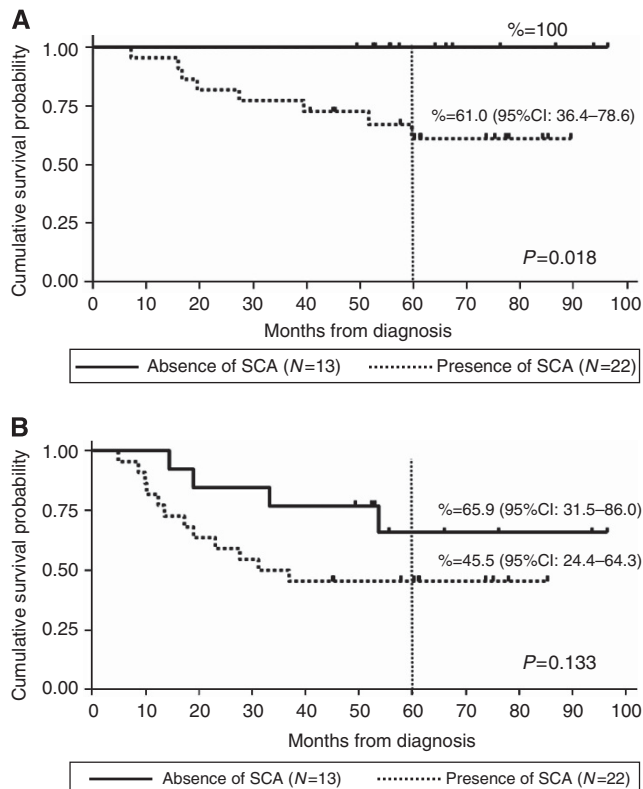 A
Cumulative survival probability
1.00
0.75
0.50
0.25
0.00
%=100
%=61.0 (95%CI: 36.4–78.6)
P=0.018
0 10 20 30 40 50 60 70 80 90 100
Months from diagnosis
Absence of SCA (N=13) Presence of SCA (N=22)
B
Cumulative survival probability
1.00
0.75
0.50
0.25
0.00
%=65.9 (95%CI: 31.5–86.0)
%=45.5 (95%CI: 24.4–64.3)
P=0.133
0 10 20 30 40 50 60 70 80 90 100
Months from diagnosis
Absence of SCA (N=13) Presence of SCA (N=22)